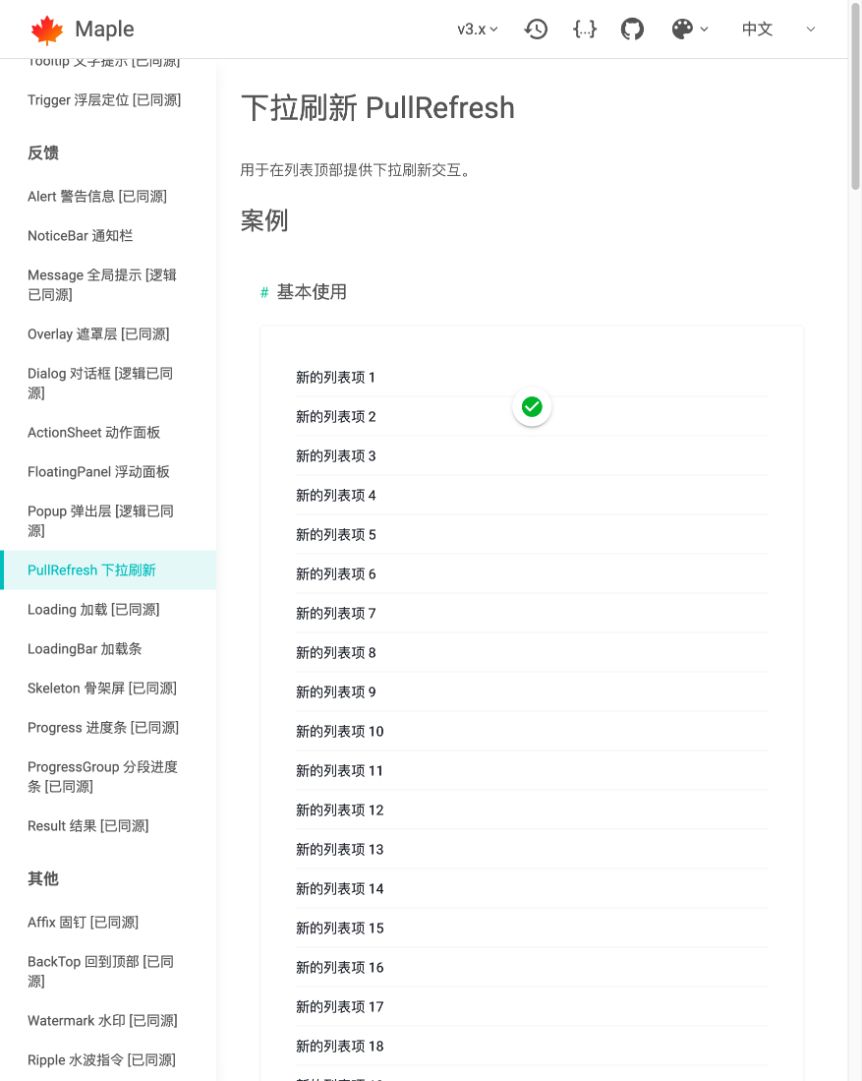 Maple
v3.x
中文
Tooltip 文字提示 [已同源]
Trigger 浮层定位 [已同源]
反馈
Alert 警告信息 [已同源]
NoticeBar 通知栏
Message 全局提示 [逻辑
已同源]
Overlay 遮罩层 [已同源]
Dialog 对话框 [逻辑已同
源]
ActionSheet 动作面板
FloatingPanel 浮动面板
Popup 弹出层 [逻辑已同
源]
PullRefresh 下拉刷新
Loading 加载 [已同源]
LoadingBar 加载条
Skeleton 骨架屏 [已同源]
Progress 进度条 [已同源]
ProgressGroup 分段进度
条 [已同源]
Result 结果 [已同源]
其他
Affix 固钉 [已同源]
BackTop 回到顶部 [已同
源]
Watermark 水印 [已同源]
Ripple 水波指令 [已同源]
下拉刷新 PullRefresh
用于在列表顶部提供下拉刷新交互。
案例
# 基本使用
新的列表项 1
新的列表项 2
新的列表项 3
新的列表项 4
新的列表项 5
新的列表项 6
新的列表项 7
新的列表项 8
新的列表项 9
新的列表项 10
新的列表项 11
新的列表项 12
新的列表项 13
新的列表项 14
新的列表项 15
新的列表项 16
新的列表项 17
新的列表项 18